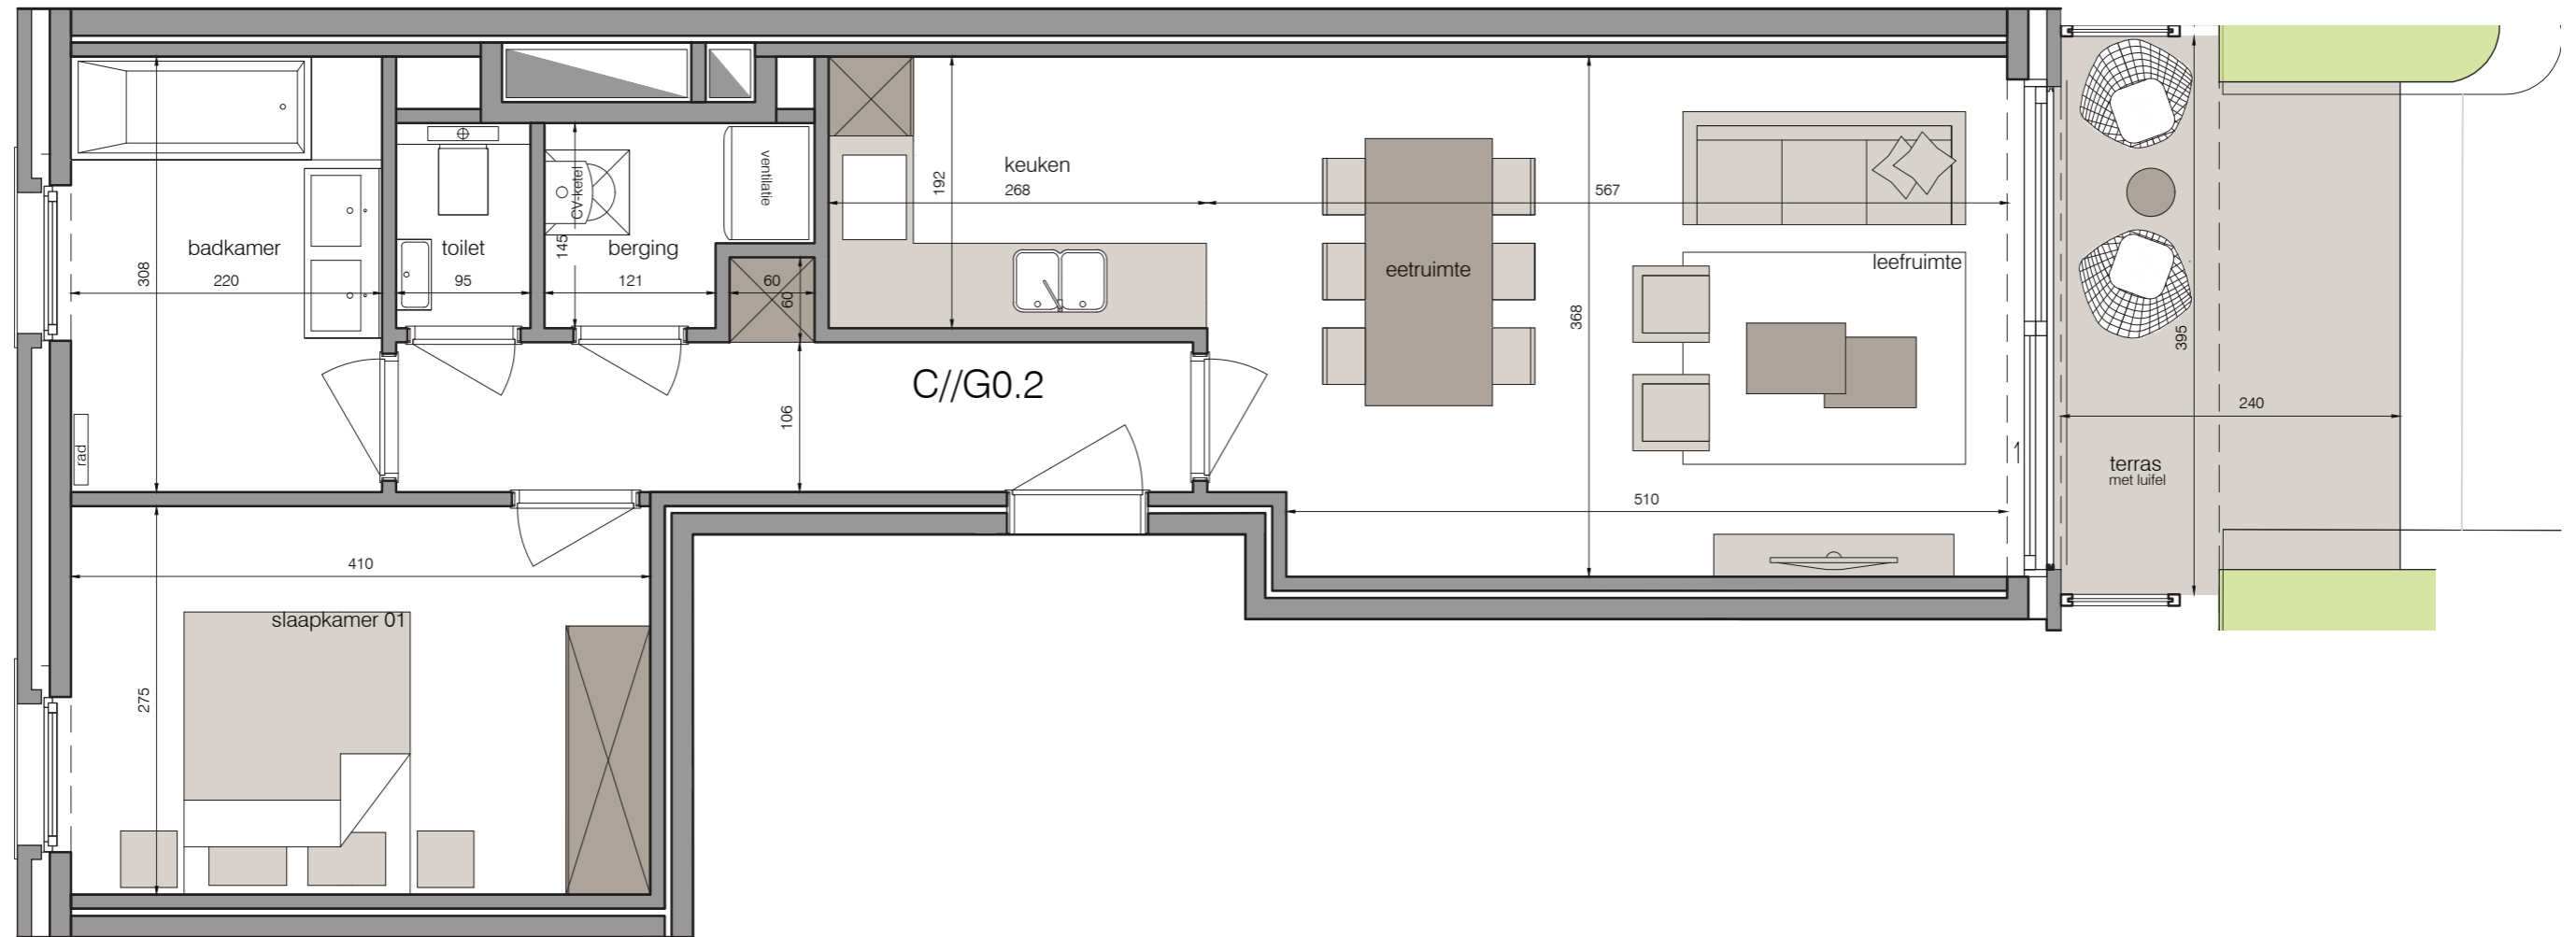 badkamer
220
308
rad
toilet
95
CV-ketel
145
berging
121
ventilatie
60
60
keuken
268
192
106
C//G0.2
eetruimte
567
368
leefruimte
510
1
395
240
terras
met luifel
410
slaapkamer 01
275